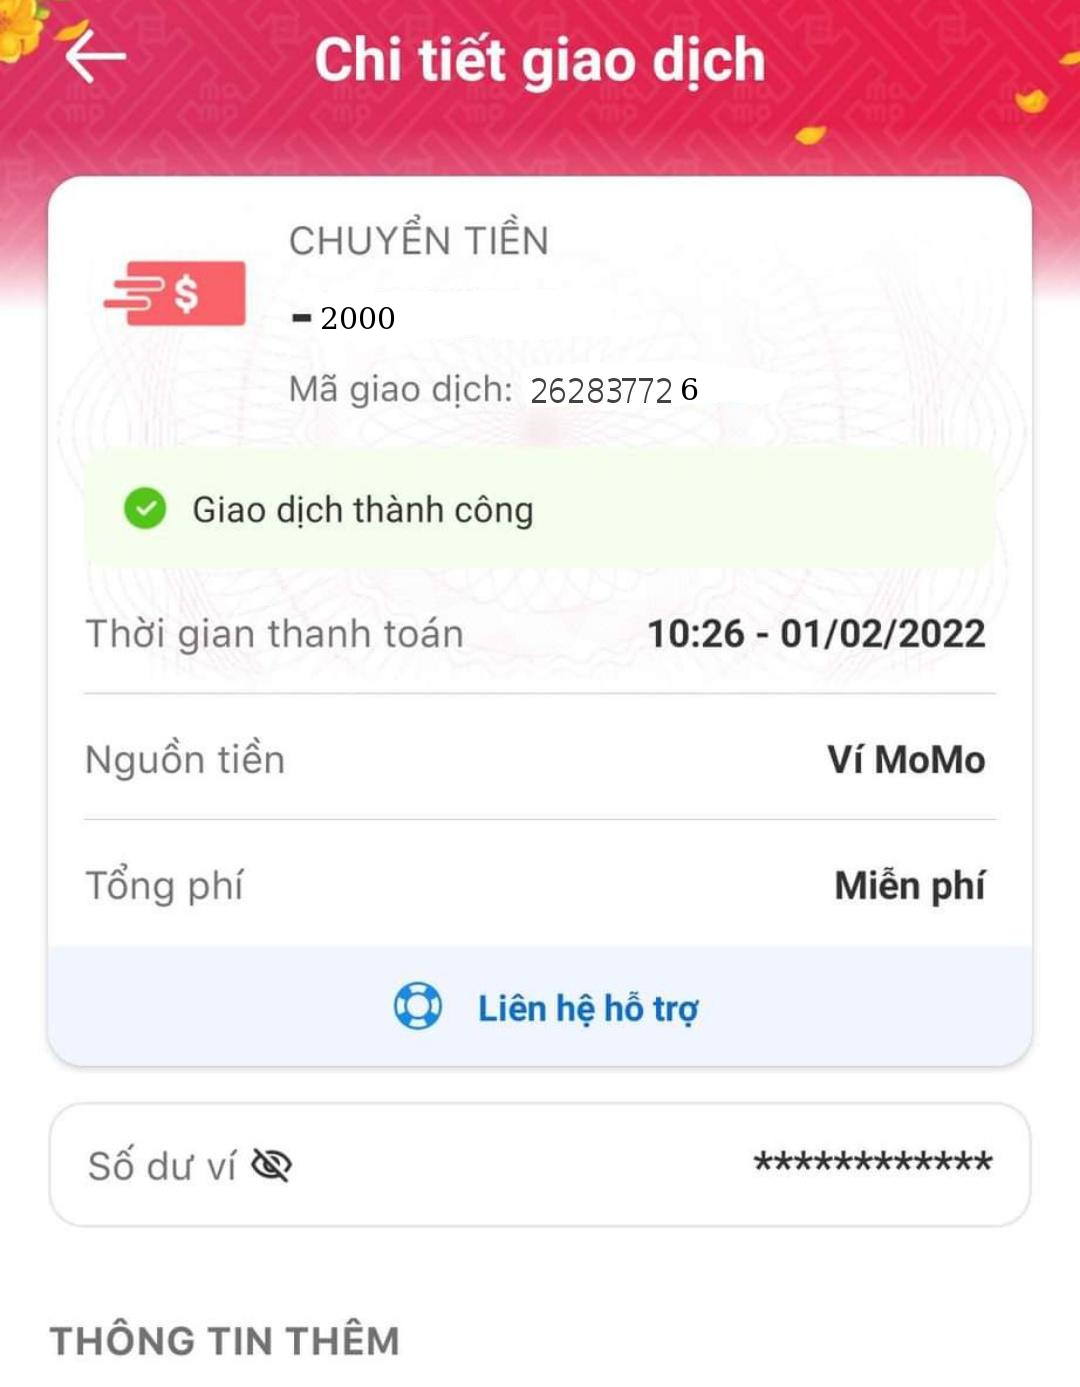 Chi tiết giao dịch
CHUYỂN TIỀN
$
- 2000
Mã giao dịch: 26283772 6
Giao dịch thành công
Thời gian thanh toán 10:26 - 01/02/2022
Nguồn tiền Ví MoMo
Tổng phí Miễn phí
Liên hệ hỗ trợ
Số dư ví ************
THÔNG TIN THÊM